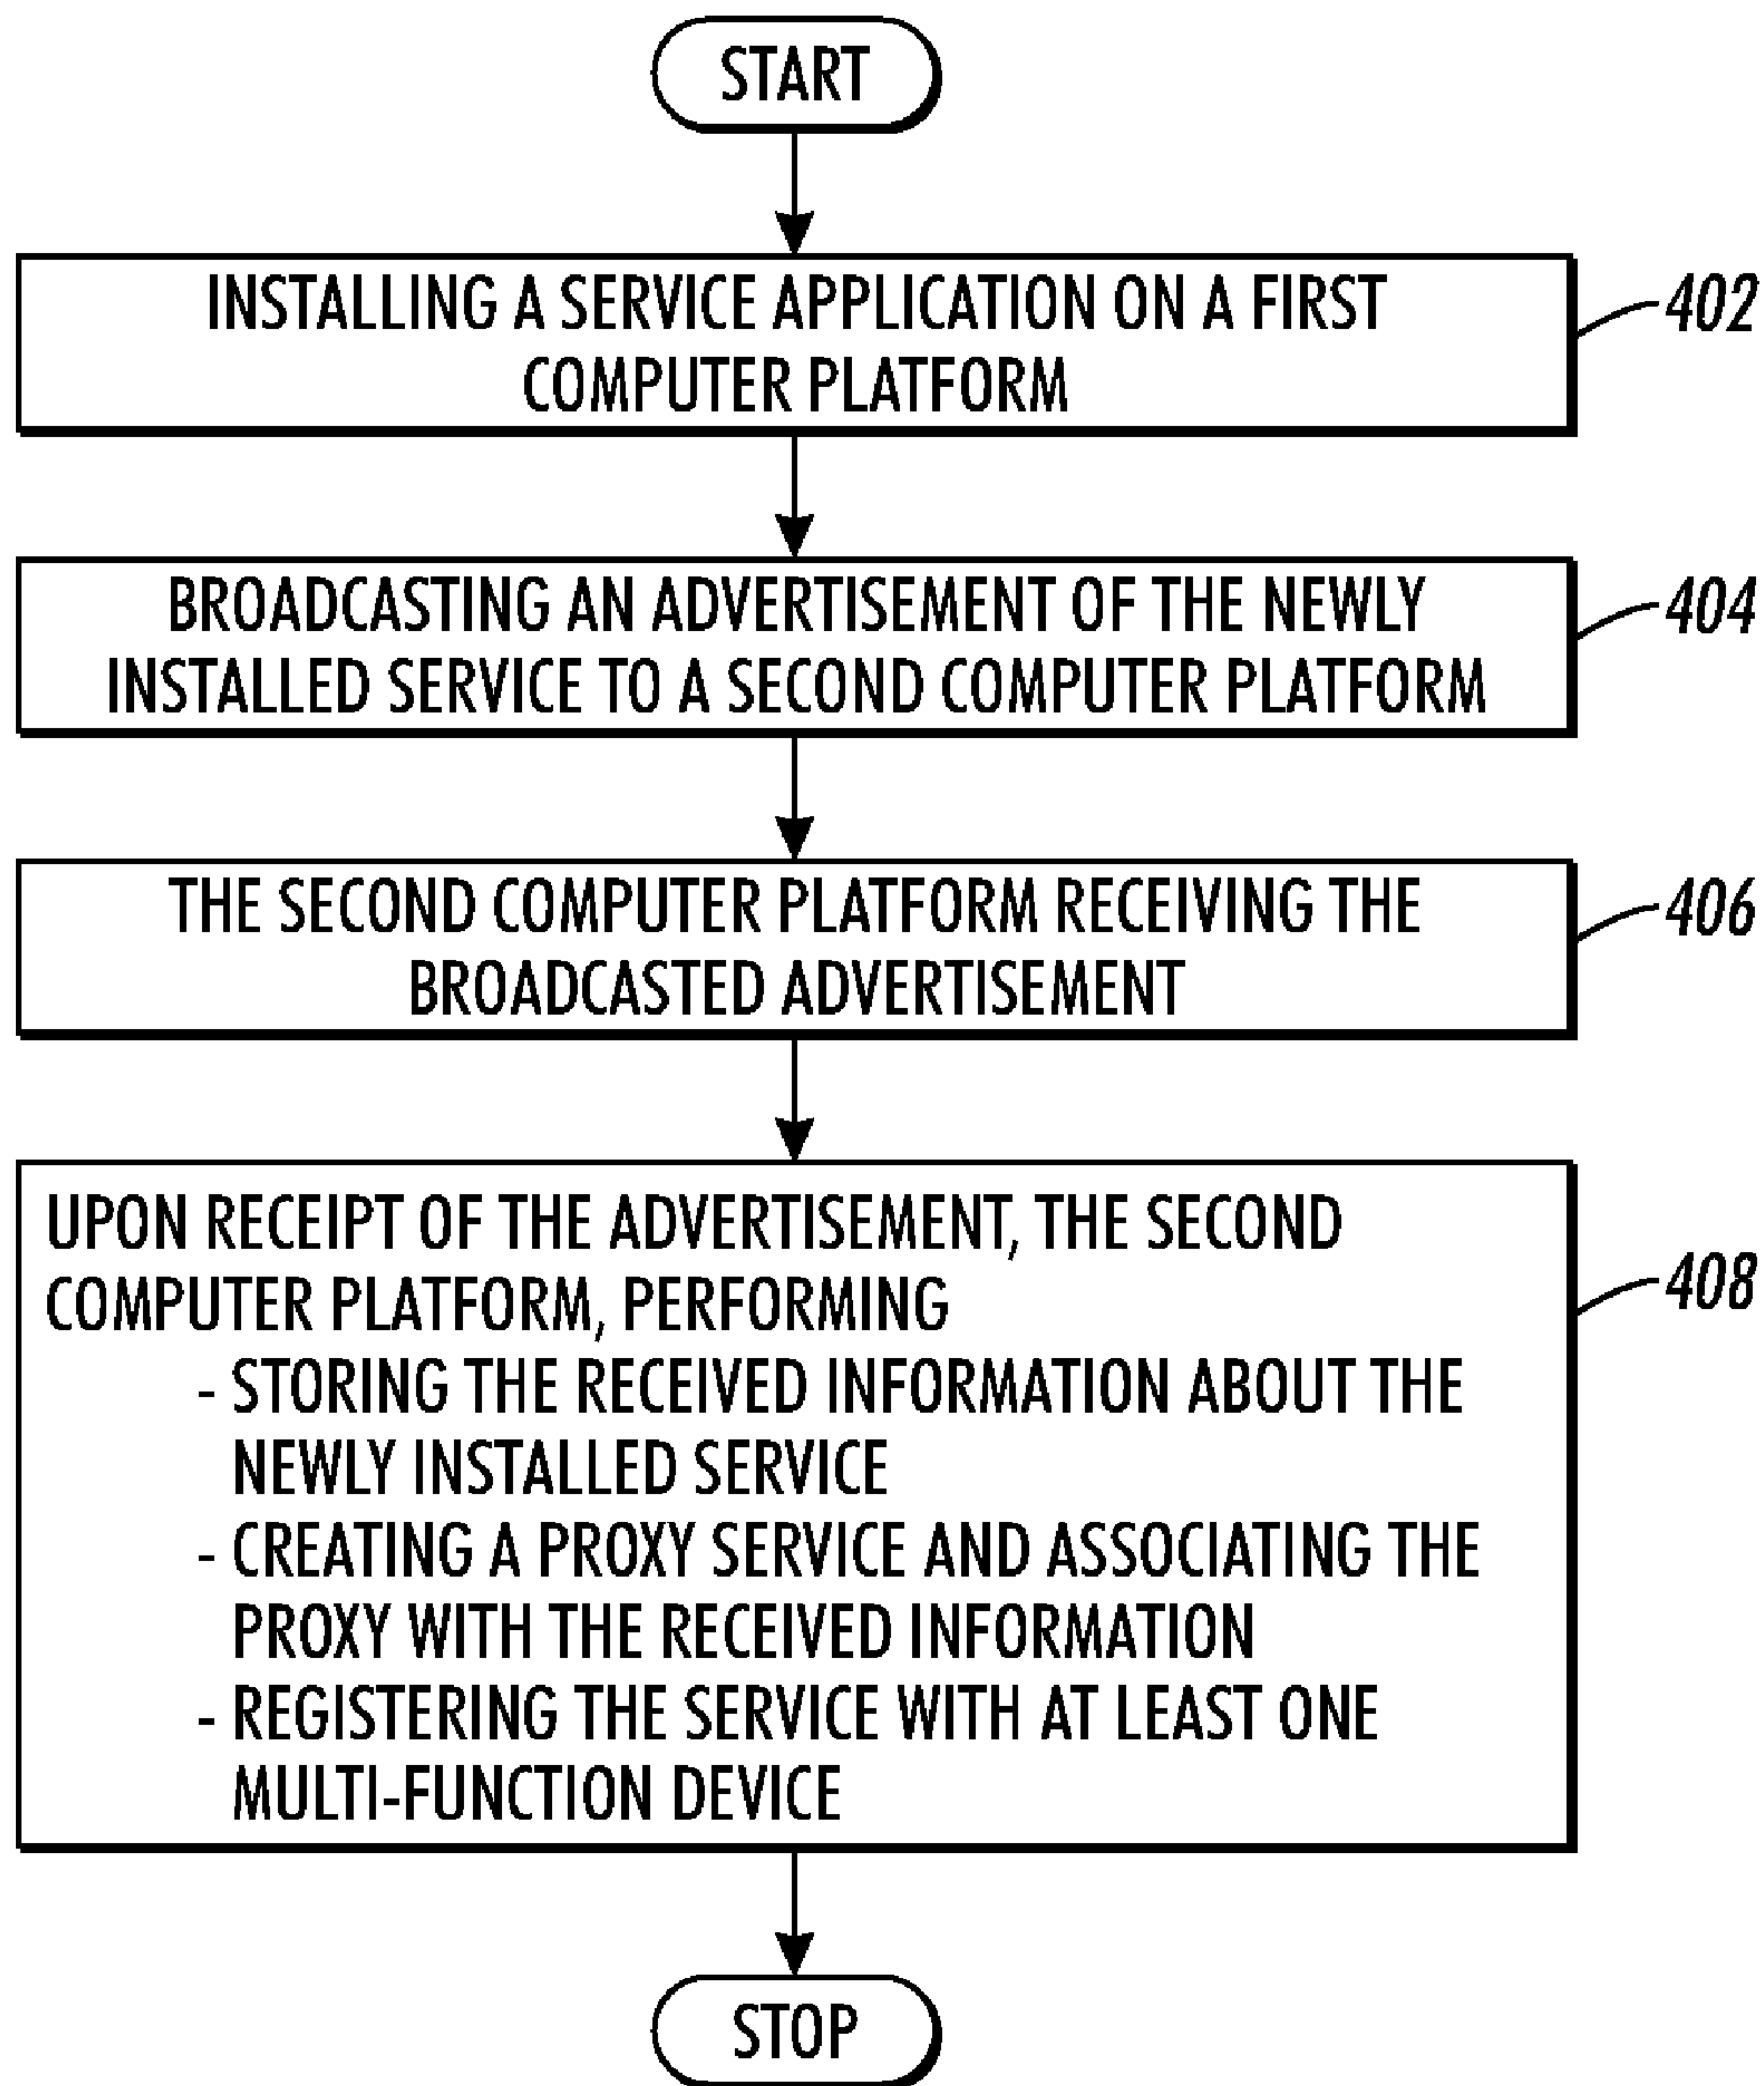 START
INSTALLING A SERVICE APPLICATION ON A FIRST
COMPUTER PLATFORM
402
BROADCASTING AN ADVERTISEMENT OF THE NEWLY
INSTALLED SERVICE TO A SECOND COMPUTER PLATFORM
404
THE SECOND COMPUTER PLATFORM RECEIVING THE
BROADCASTED ADVERTISEMENT
406
UPON RECEIPT OF THE ADVERTISEMENT, THE SECOND
COMPUTER PLATFORM, PERFORMING
- STORING THE RECEIVED INFORMATION ABOUT THE
NEWLY INSTALLED SERVICE
- CREATING A PROXY SERVICE AND ASSOCIATING THE
PROXY WITH THE RECEIVED INFORMATION
- REGISTERING THE SERVICE WITH AT LEAST ONE
MULTI-FUNCTION DEVICE
408
STOP